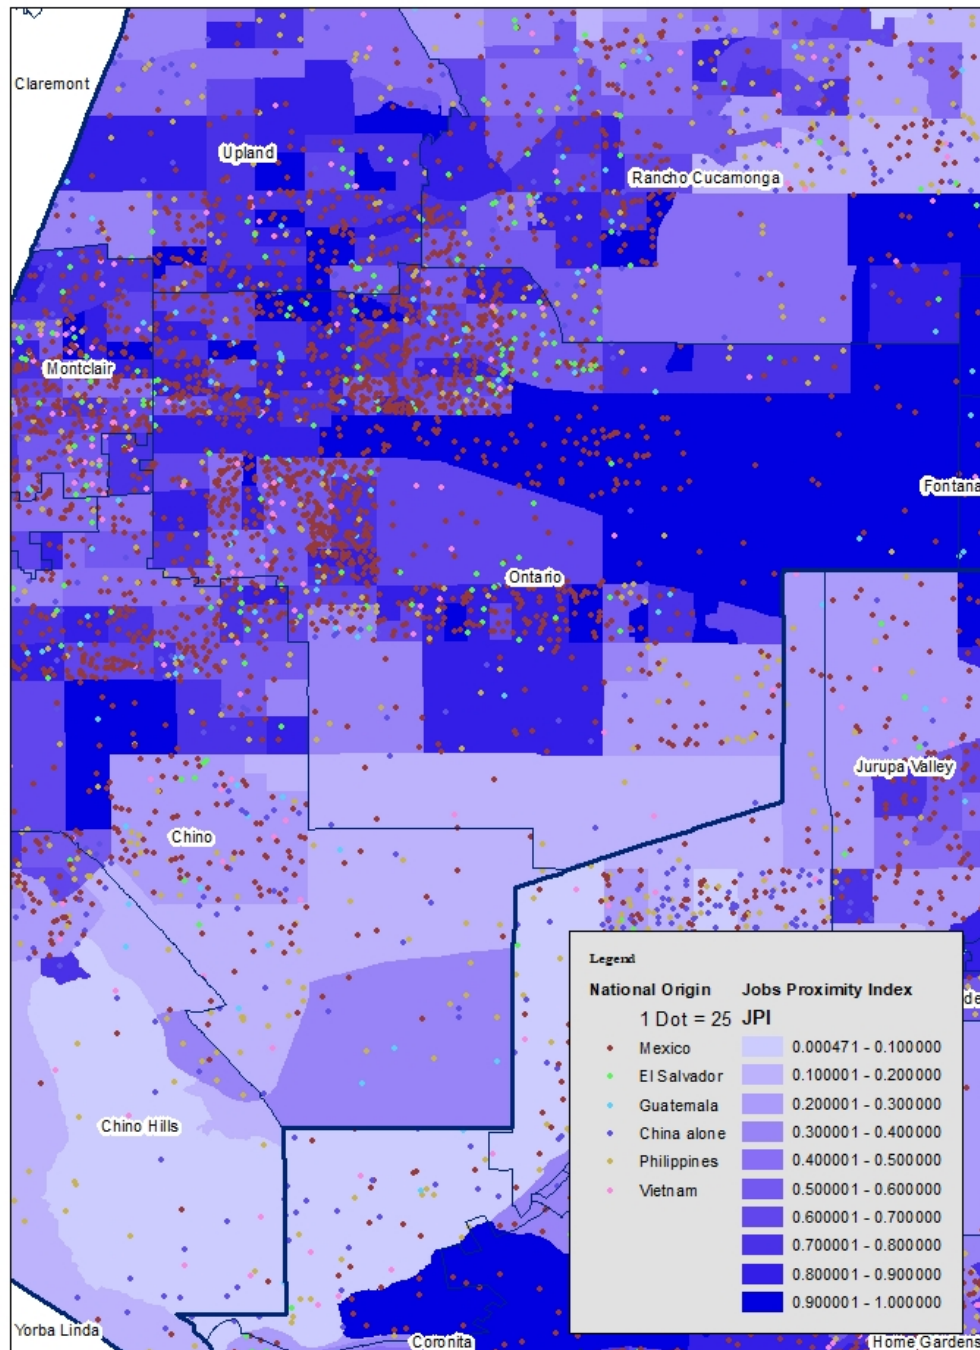 Claremont
Upland
Rancho Cucamonga
Montclair
Fontana
Ontario
Jurupa Valley
Chino
Legend
National Origin Jobs Proximity Index
1 Dot = 25 JPI
Mexico 0.000471 - 0.100000
El Salvador 0.100001 - 0.200000
Guatemala 0.200001 - 0.300000
China alone 0.300001 - 0.400000
Philippines 0.400001 - 0.500000
Vietnam 0.500001 - 0.600000
0.600001 - 0.700000
0.700001 - 0.800000
0.800001 - 0.900000
0.900001 - 1.000000
de
Chino Hills
Yorba Linda
Coronita
Home Gardens